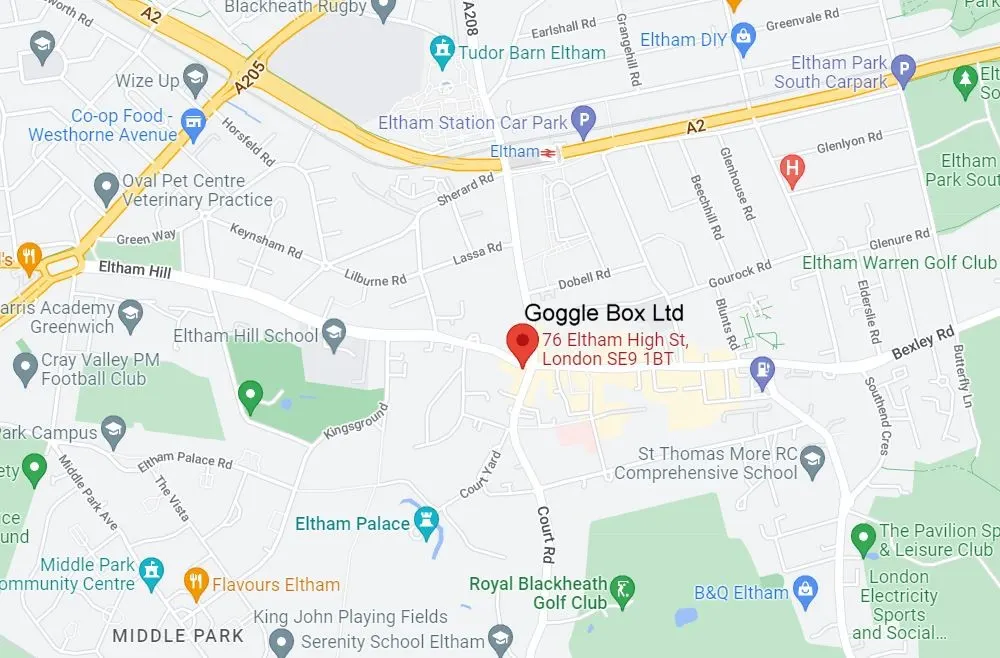 A2
Blackheath Rugby
A208
Earlshall Rd
Grangehill Rd
Greenvale Rd
Park
Tudor Barn Eltham
Eltham DIY
Eltham Park
South Carpark
Wize Up
A205
Co-op Food -
Westhorne Avenue
Horsfeld Rd
Eltham Station Car Park
A2
Eltham
Glenlyon Rd
H
Eltham
Park Sout
Oval Pet Centre
Veterinary Practice
Sherard Rd
Beechhill Rd
Glenhouse Rd
Green Way
Keynsham Rd
Lassa Rd
Glenure Rd
Eltham Warren Golf Club
Eltham Hill
Lilburne Rd
Dobell Rd
Gourock Rd
Elderslie Rd
arris Academy
Greenwich
Goggle Box Ltd
Blunts Rd
Eltham Hill School
76 Eltham High St,
London SE9 1BT
Bexley Rd
Butterfly Ln
Cray Valley PM
Football Club
Southend Cres
Kingsground
Park Campus
Eltham Palace Rd
The Vista
Middle Park Ave
Court Yard
St Thomas More RC
Comprehensive School
ety
Eltham Palace
Court Rd
The Pavilion Sp
& Leisure Club
Middle Park
ommunity Centre
Flavours Eltham
Royal Blackheath
Golf Club
B&Q Eltham
London
Electricity
Sports
and Social...
King John Playing Fields
MIDDLE PARK
Serenity School Eltham